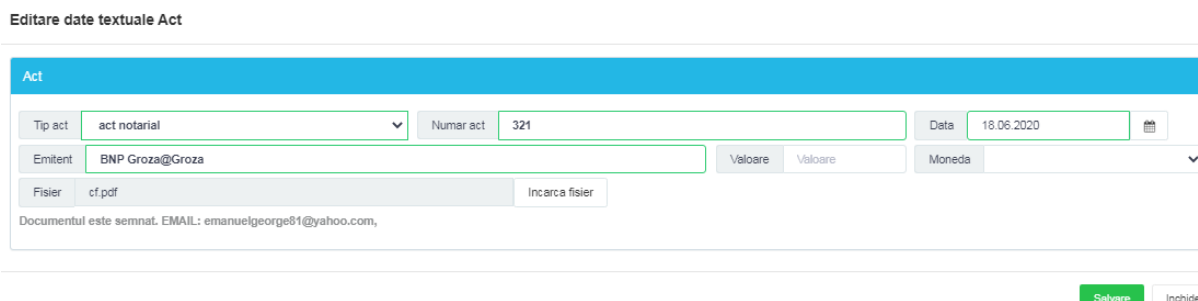 Editare date textuale Act
Act
Tip act act notarial Numar act 321 Data 18.06.2020
Emitent BNP Groza@Groza Valoare Valoare Moneda
Fisier cf.pdf Incarca fisier
Documentul este semnat. EMAIL: emanuelgeorge81@yahoo.com,
Salvare Inchide